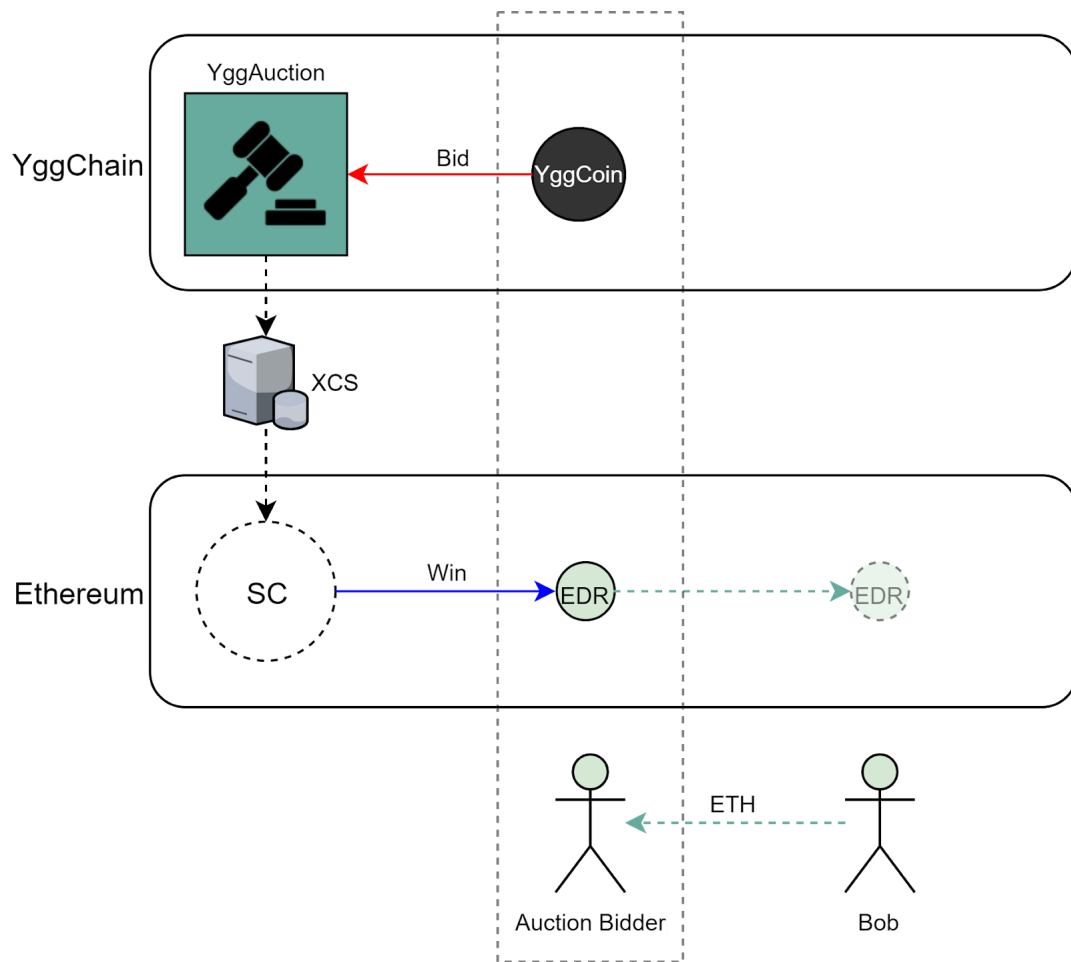 YggAuction
YggChain
Bid
YggCoin
XCS
Ethereum
SC
Win
EDR
EDR
ETH
Auction Bidder
Bob